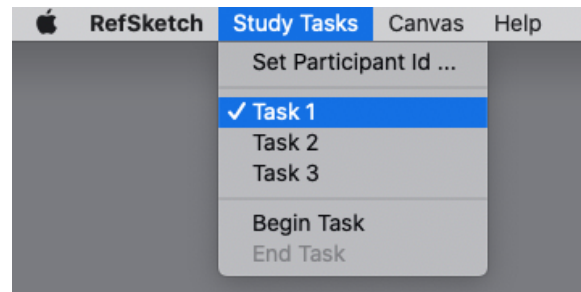 RefSketch Study Tasks Canvas Help
Set Participant Id ...
✓ Task 1
Task 2
Task 3
Begin Task
End Task